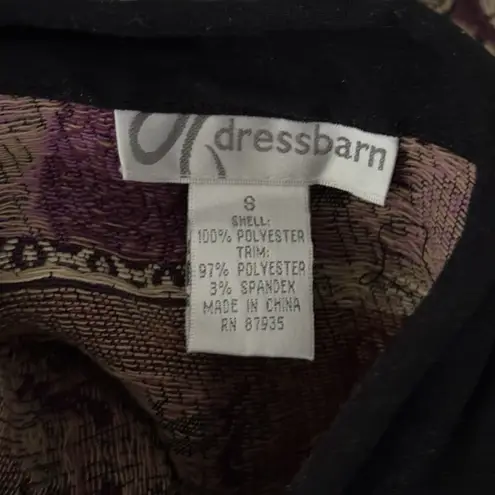 dressbarn
S
SHELL:
100% POLYESTER
TRIM:
97% POLYESTER
3% SPANDEX
MADE IN CHINA
RN 87935